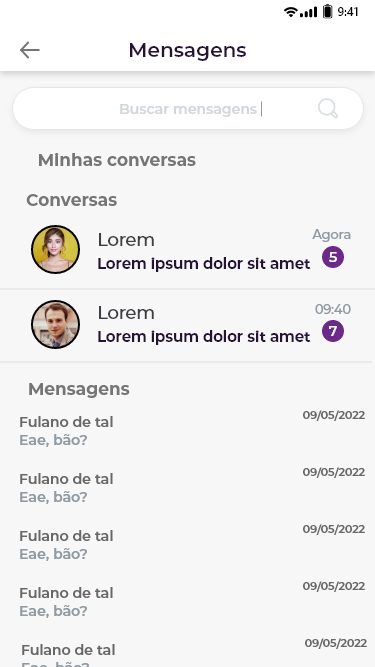 9:41
Mensagens
Buscar mensagens
Minhas conversas
Conversas
Lorem
Agora
Lorem ipsum dolor sit amet
5
Lorem
09:40
Lorem ipsum dolor sit amet
7
Mensagens
Fulano de tal
09/05/2022
Eae, bão?
Fulano de tal
09/05/2022
Eae, bão?
Fulano de tal
09/05/2022
Eae, bão?
Fulano de tal
09/05/2022
Eae, bão?
Fulano de tal
09/05/2022
Eae, bão?